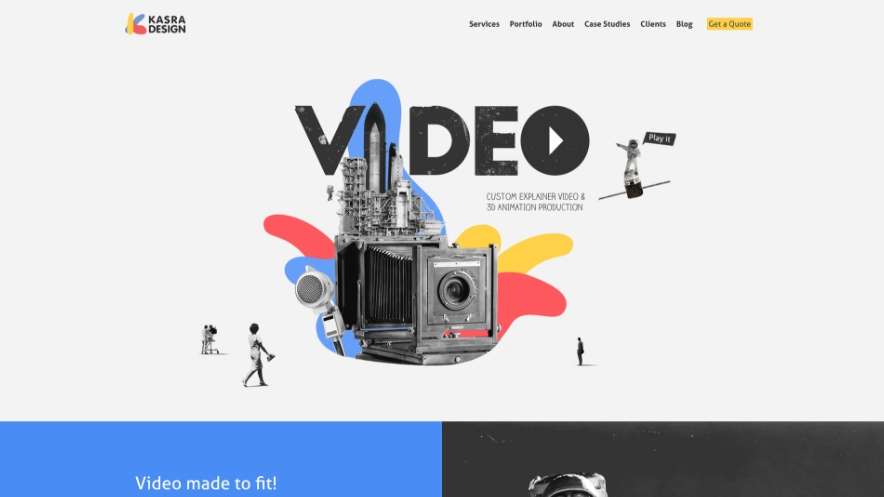 KASRA
DESIGN
Services Portfolio About Case Studies Clients Blog Get a Quote
VIDEO
Play it
CUSTOM EXPLAINER VIDEO &
3D ANIMATION PRODUCTION
Video made to fit!